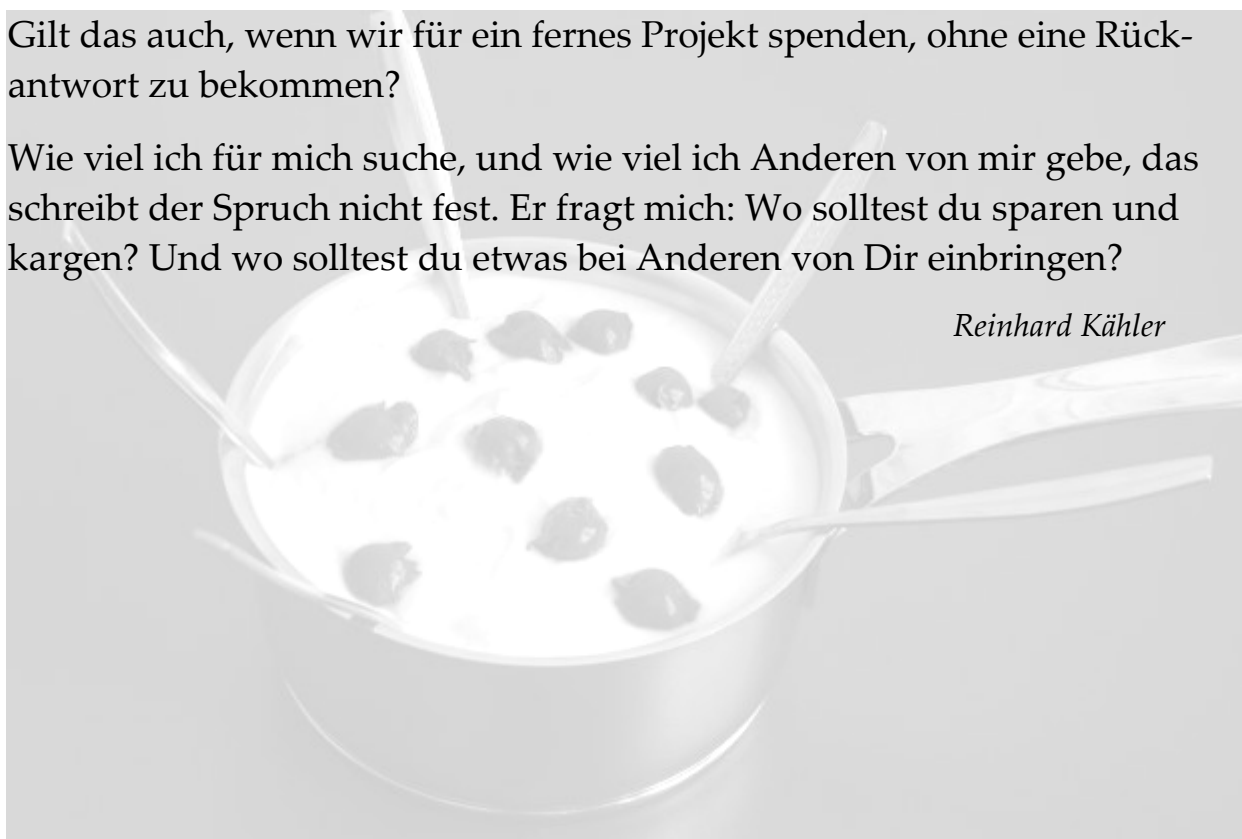 Gilt das auch, wenn wir für ein fernes Projekt spenden, ohne eine Rück-
antwort zu bekommen?
Wie viel ich für mich suche, und wie viel ich Anderen von mir gebe, das
schreibt der Spruch nicht fest. Er fragt mich: Wo solltest du sparen und
kargen? Und wo solltest du etwas bei Anderen von Dir einbringen?
Reinhard Kähler